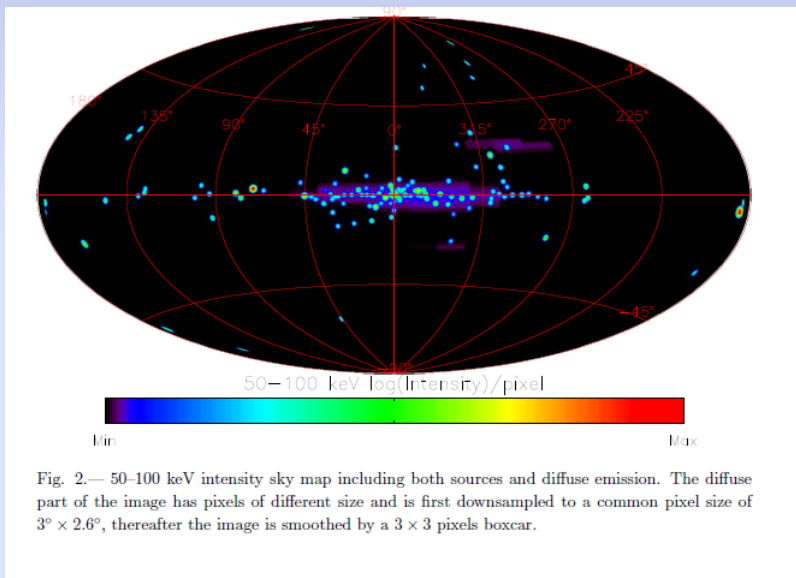 90°
45°
180°
135°
90°
45°
0°
315°
270°
225°
−45°
−90°
50−100 keV log(Intensity)/pixel
Min Max
Fig. 2.— 50–100 keV intensity sky map including both sources and diffuse emission. The diffuse
part of the image has pixels of different size and is first downsampled to a common pixel size of
3° × 2.6°, thereafter the image is smoothed by a 3 × 3 pixels boxcar.